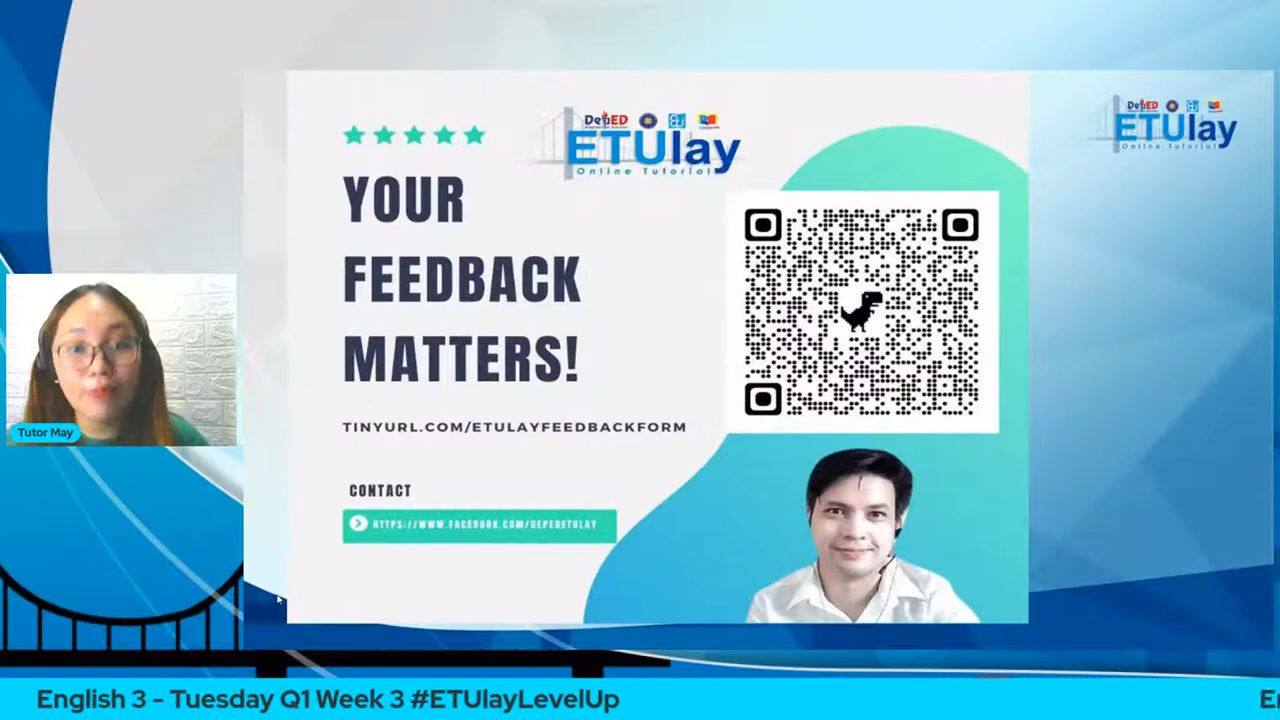 DepED
ETUlay
Online Tutorial
YOUR
FEEDBACK
MATTERS!
TINYURL.COM/ETULAYFEEDBACKFORM
CONTACT
HTTPS://WWW.FACEBOOK.COM/DEPEDETULAY
DepED
ETUlay
Online Tutorial
Tutor May
English 3 - Tuesday Q1 Week 3 #ETUlayLevelUp
En